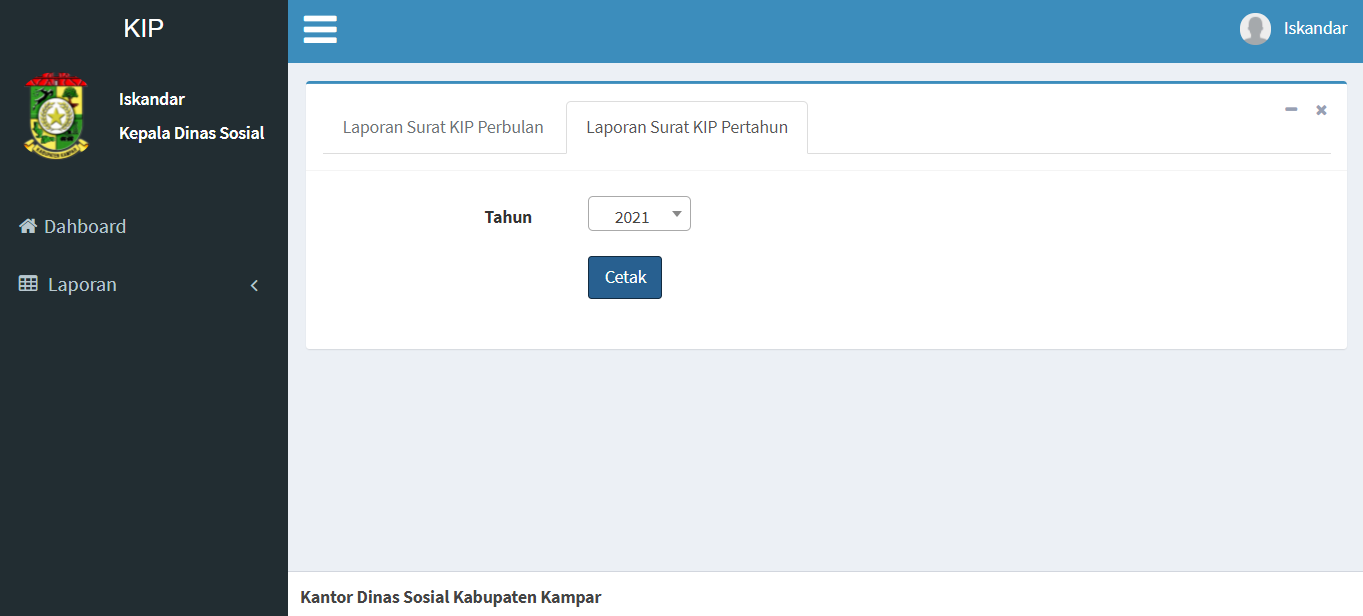 KIP
Iskandar
Iskandar
Kepala Dinas Sosial
Dahboard
Laporan
Laporan Surat KIP Perbulan
Laporan Surat KIP Pertahun
Tahun
2021
Cetak
Kantor Dinas Sosial Kabupaten Kampar